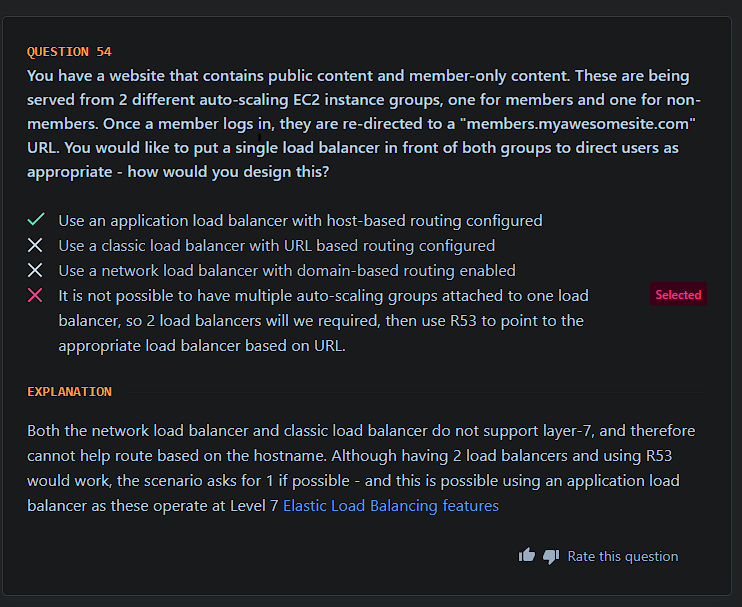 QUESTION 54
You have a website that contains public content and member-only content. These are being
served from 2 different auto-scaling EC2 instance groups, one for members and one for non-
members. Once a member logs in, they are re-directed to a "members.myawesomesite.com"
URL. You would like to put a single load balancer in front of both groups to direct users as
appropriate - how would you design this?
Use an application load balancer with host-based routing configured
Use a classic load balancer with URL based routing configured
Use a network load balancer with domain-based routing enabled
It is not possible to have multiple auto-scaling groups attached to one load
Selected
balancer, so 2 load balancers will we required, then use R53 to point to the
appropriate load balancer based on URL.
EXPLANATION
Both the network load balancer and classic load balancer do not support layer-7, and therefore
cannot help route based on the hostname. Although having 2 load balancers and using R53
would work, the scenario asks for 1 if possible - and this is possible using an application load
balancer as these operate at Level 7 Elastic Load Balancing features
Rate this question